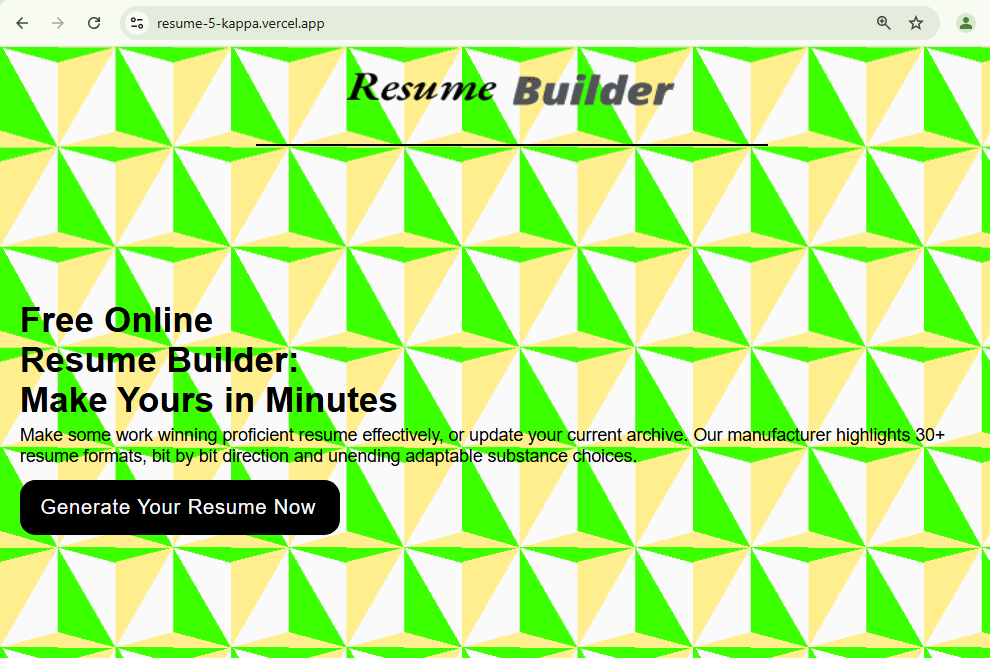 resume-5-kappa.vercel.app
Resume Builder
Free Online
Resume Builder:
Make Yours in Minutes
Make some work winning proficient resume effectively, or update your current archive. Our manufacturer highlights 30+
resume formats, bit by bit direction and unending adaptable substance choices.
Generate Your Resume Now